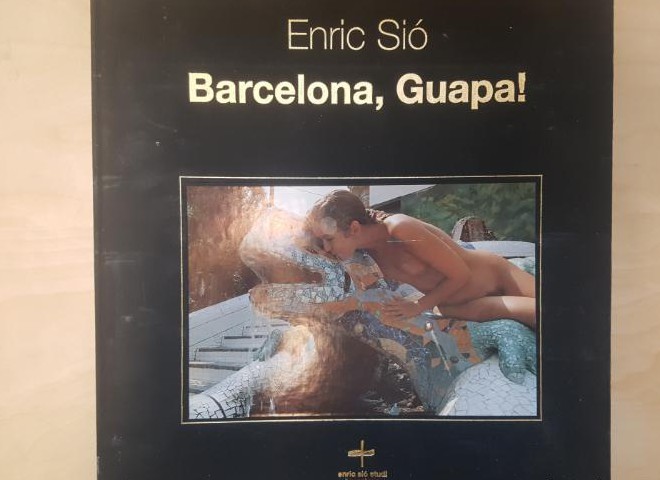 Enric Sió
Barcelona, Guapa!
enric sió studi